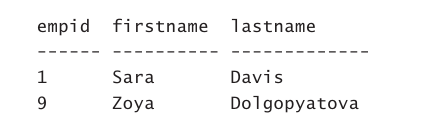 empid firstname lastname
------ ---------- -------------
1 Sara Davis
9 Zoya Dolgopyatova